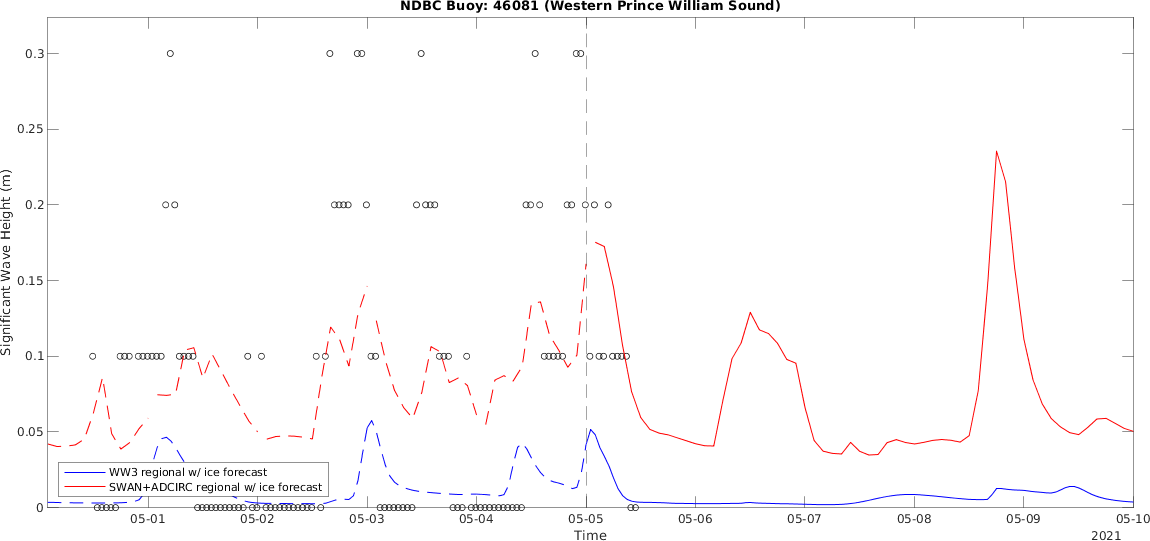 NDBC Buoy: 46081 (Western Prince William Sound)
Significant Wave Height (m)
0.3
0.25
0.2
0.15
0.1
0.05
0
WW3 regional w/ ice forecast
SWAN+ADCIRC regional w/ ice forecast
05-01 05-02 05-03 05-04 05-05 05-06 05-07 05-08 05-09 05-10
Time
2021